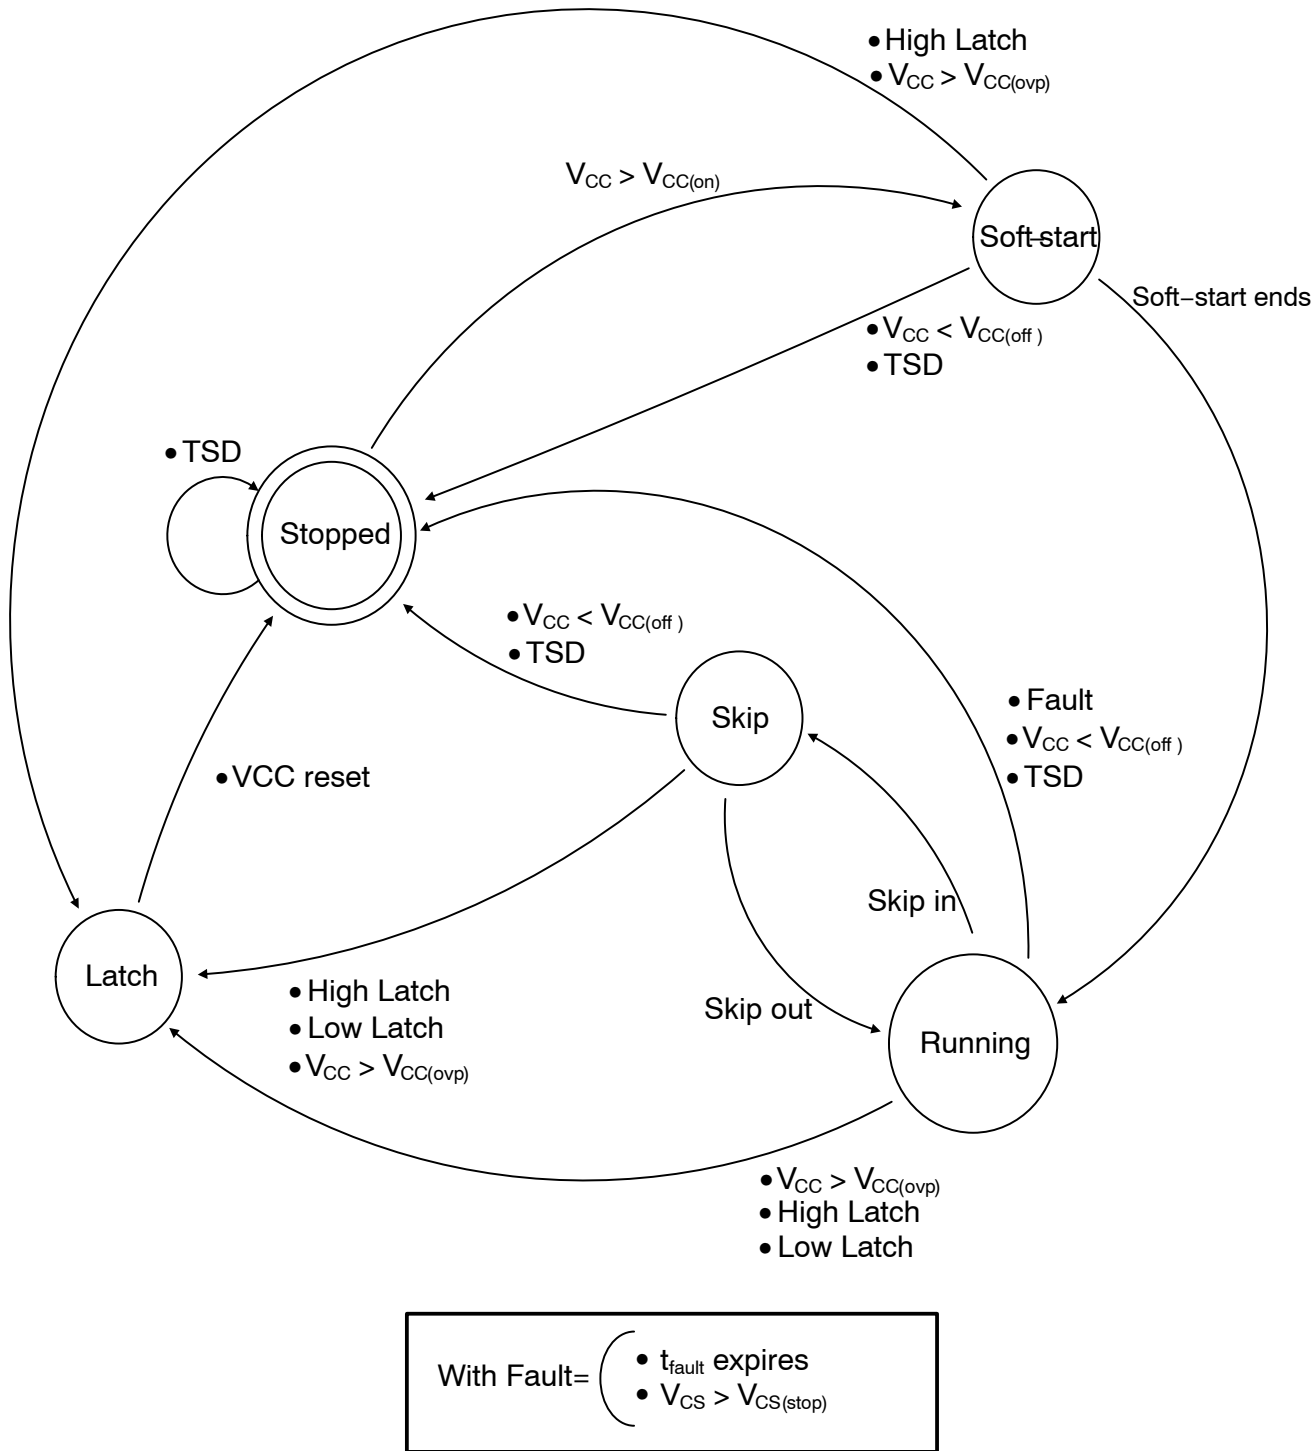 • High Latch
• VCC > VCC(ovp)
VCC > VCC(on)
Soft–start
Soft–start ends
• VCC < VCC(off )
• TSD
• TSD
Stopped
• VCC < VCC(off )
• TSD
Skip
• Fault
• VCC < VCC(off )
• TSD
• VCC reset
Skip in
Latch
• High Latch
• Low Latch
• VCC > VCC(ovp)
Skip out
Running
• VCC > VCC(ovp)
• High Latch
• Low Latch
With Fault=
• tfault expires
• VCS > VCS(stop)